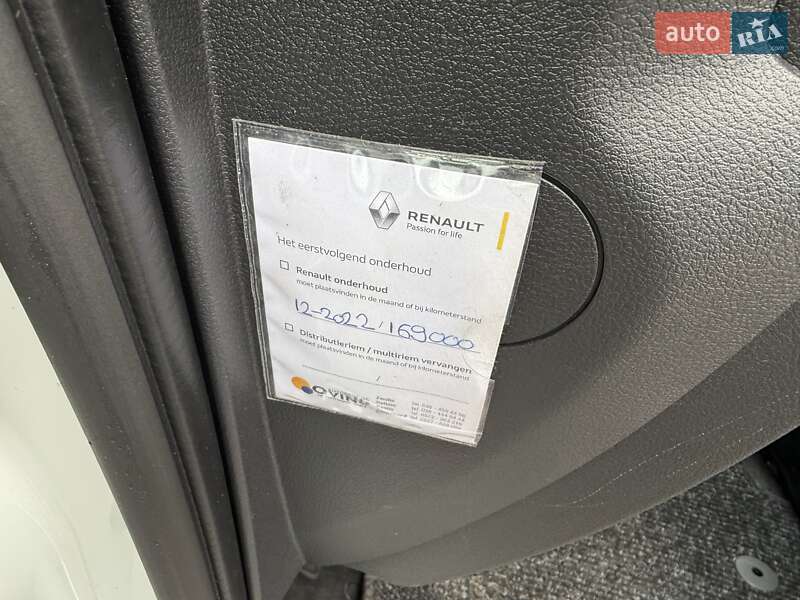 auto RIA
.com
RENAULT
Passion for life
Het eerstvolgend onderhoud
Renault onderhoud
moet plaatsvinden in de maand of bij kilometerstand
12-2022 / 169000
Distributieriem / multiriem vervangen
moet plaatsvinden in de maand of bij kilometerstand
/